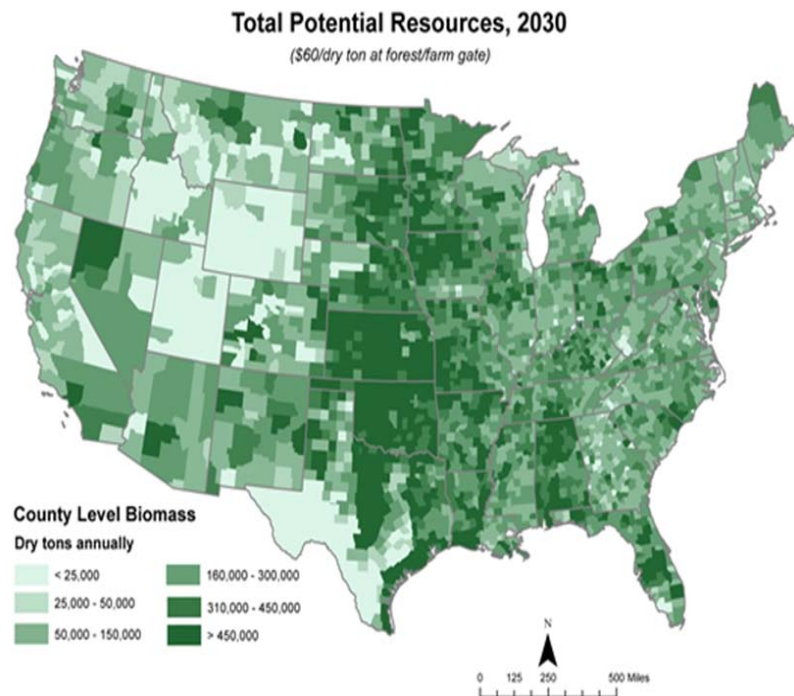 Total Potential Resources, 2030
($60/dry ton at forest/farm gate)
County Level Biomass
Dry tons annually
< 25,000
25,000 - 50,000
50,000 - 150,000
160,000 - 300,000
310,000 - 450,000
> 450,000
N
0 125 250 500 Miles